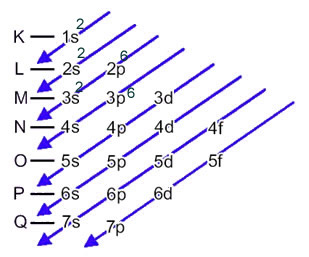 K — 1s²
L — 2s² 2p⁶
M — 3s² 3p⁶ 3d
N — 4s 4p 4d 4f
O — 5s 5p 5d 5f
P — 6s 6p 6d
Q — 7s 7p